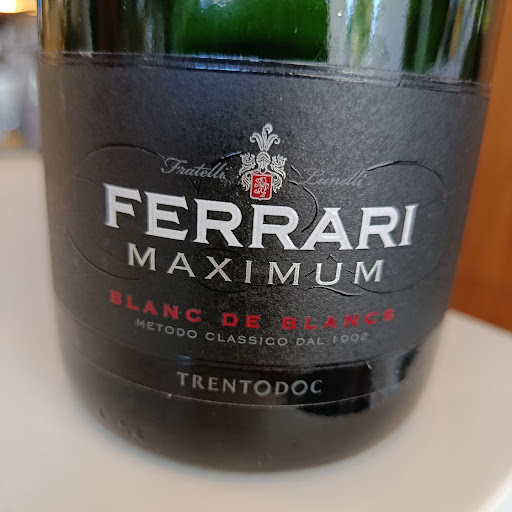 Fratelli Lunelli
FERRARI
MAXIMUM
BLANC DE BLANCS
METODO CLASSICO DAL 1902
TRENTODOC